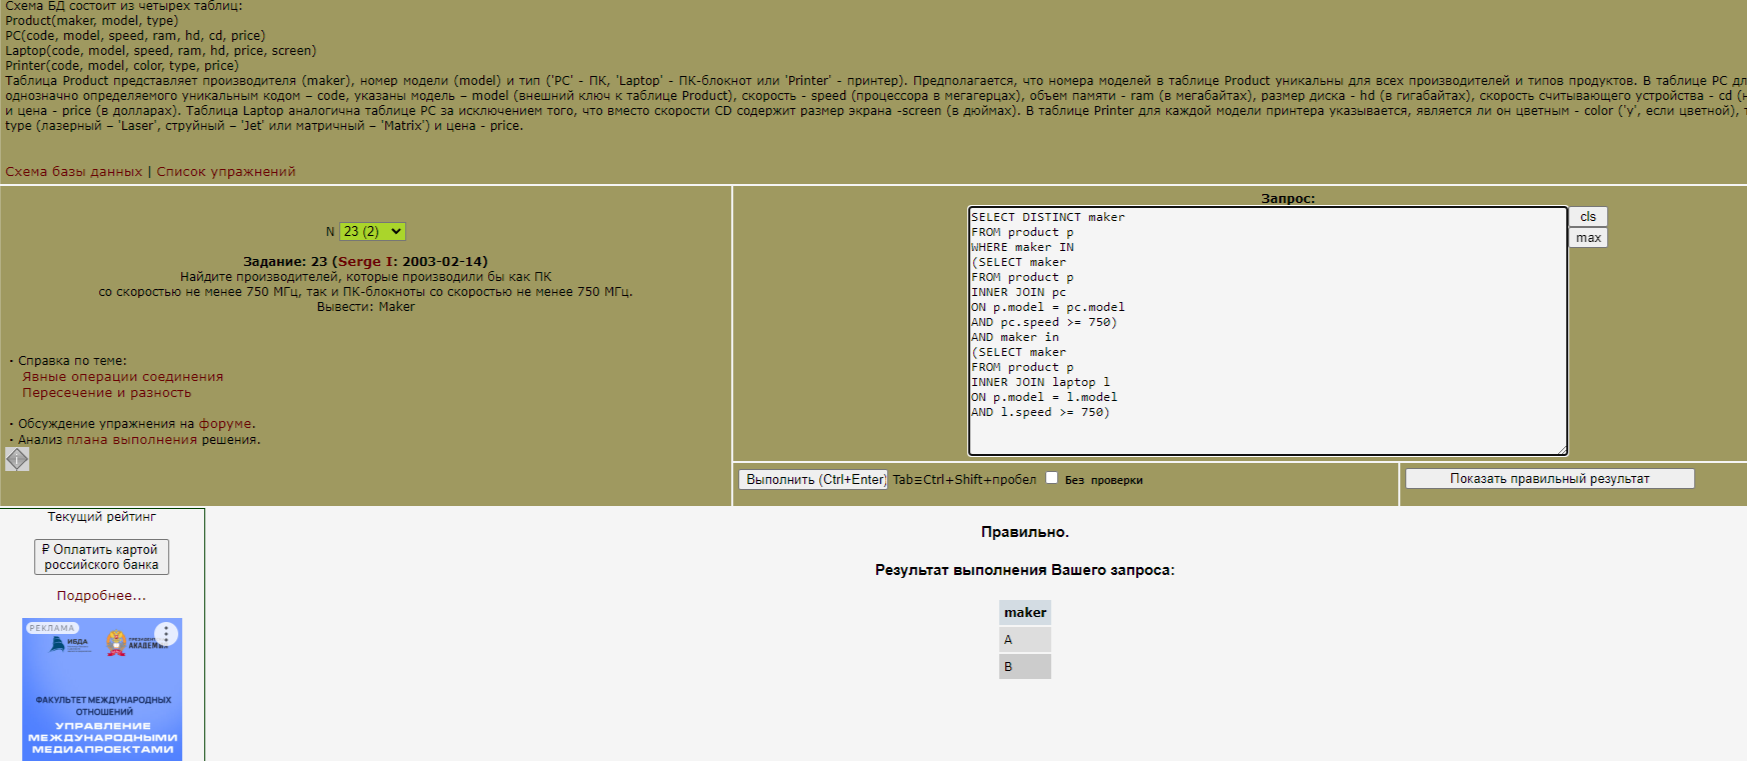 Схема БД состоит из четырех таблиц:
Product(maker, model, type)
PC(code, model, speed, ram, hd, cd, price)
Laptop(code, model, speed, ram, hd, price, screen)
Printer(code, model, color, type, price)
Таблица Product представляет производителя (maker), номер модели (model) и тип ('PC' - ПК, 'Laptop' - ПК-блокнот или 'Printer' - принтер). Предполагается, что номера моделей в таблице Product уникальны для всех производителей и типов продуктов. В таблице PC
однозначно определяемого уникальным кодом – code, указаны модель – model (внешний ключ к таблице Product), скорость - speed (процессора в мегагерцах), объем памяти - ram (в мегабайтах), размер диска - hd (в гигабайтах), скорость считывающего устройства - cd
и цена - price (в долларах). Таблица Laptop аналогична таблице PC за исключением того, что вместо скорости CD содержит размер экрана -screen (в дюймах). В таблице Printer для каждой модели принтера указывается, является ли он цветным - color ('y', если цветной),
type (лазерный – 'Laser', струйный – 'Jet' или матричный – 'Matrix') и цена - price.
Схема базы данных | Список упражнений
N 23 (2)
Задание: 23 (Serge I: 2003-02-14)
Найдите производителей, которые производили бы как ПК
со скоростью не менее 750 МГц, так и ПК-блокноты со скоростью не менее 750 МГц.
Вывести: Maker
· Справка по теме:
Явные операции соединения
Пересечение и разность
· Обсуждение упражнения на форуме.
· Анализ плана выполнения решения.
Запрос:
SELECT DISTINCT maker
FROM product p
WHERE maker IN
(SELECT maker
FROM product p
INNER JOIN pc
ON p.model = pc.model
AND pc.speed >= 750)
AND maker in
(SELECT maker
FROM product p
INNER JOIN laptop l
ON p.model = l.model
AND l.speed >= 750)
cls
max
Выполнить (Ctrl+Enter) Tab≡Ctrl+Shift+пробел Без проверки
Показать правильный результат
Текущий рейтинг
₽ Оплатить картой
российского банка
Подробнее...
РЕКЛАМА
ИБДА
АКАДЕМИЯ
ФАКУЛЬТЕТ МЕЖДУНАРОДНЫХ
ОТНОШЕНИЙ
УПРАВЛЕНИЕ
МЕЖДУНАРОДНЫМИ
МЕДИАПРОЕКТАМИ
Правильно.
Результат выполнения Вашего запроса:
maker
A
B